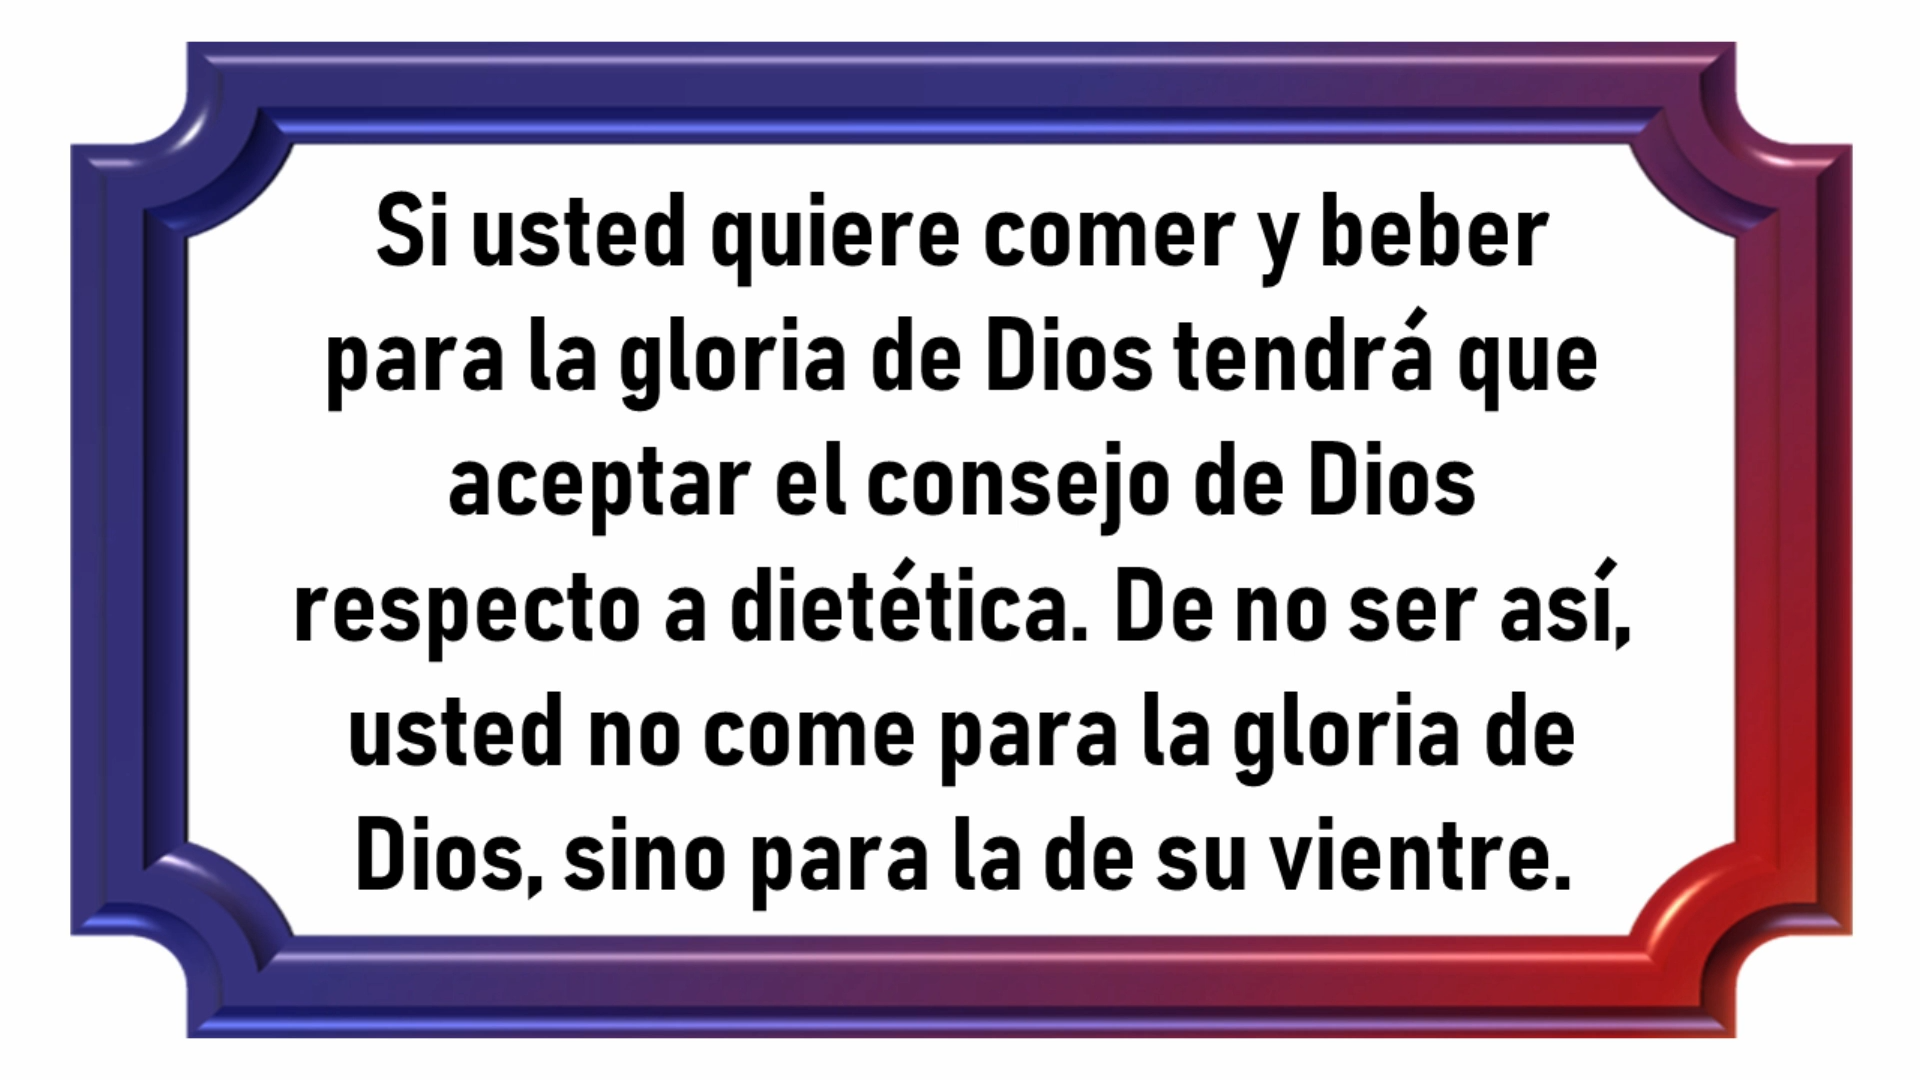 Si usted quiere comer y beber
para la gloria de Dios tendrá que
aceptar el consejo de Dios
respecto a dietética. De no ser así,
usted no come para la gloria de
Dios, sino para la de su vientre.